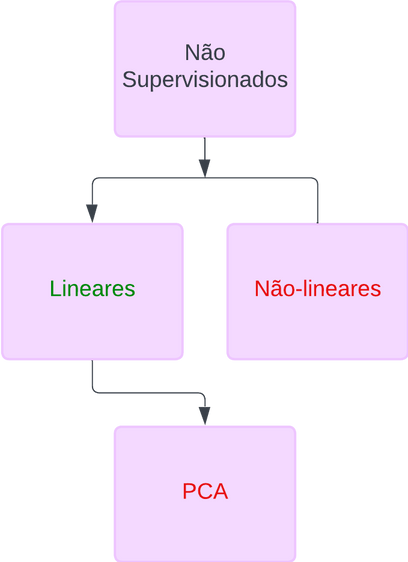 Não
Supervisionados
Lineares
Não-lineares
PCA